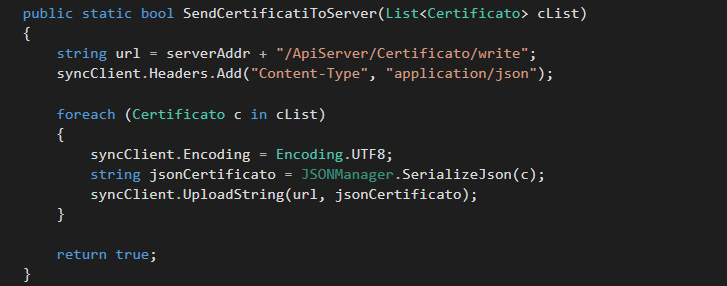 public static bool SendCertificatiToServer(List<Certificato> cList)
{
string url = serverAddr + "/ApiServer/Certificato/write";
syncClient.Headers.Add("Content-Type", "application/json");
foreach (Certificato c in cList)
{
syncClient.Encoding = Encoding.UTF8;
string jsonCertificato = JSONManager.SerializeJson(c);
syncClient.UploadString(url, jsonCertificato);
}
return true;
}